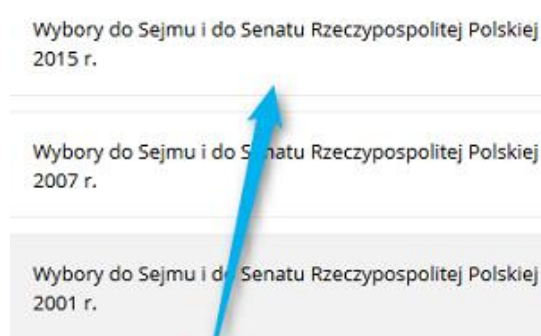 Wybory do Sejmu i do Senatu Rzeczypospolitej Polskiej
2015 r.
Wybory do Sejmu i do Senatu Rzeczypospolitej Polskiej
2007 r.
Wybory do Sejmu i do Senatu Rzeczypospolitej Polskiej
2001 r.